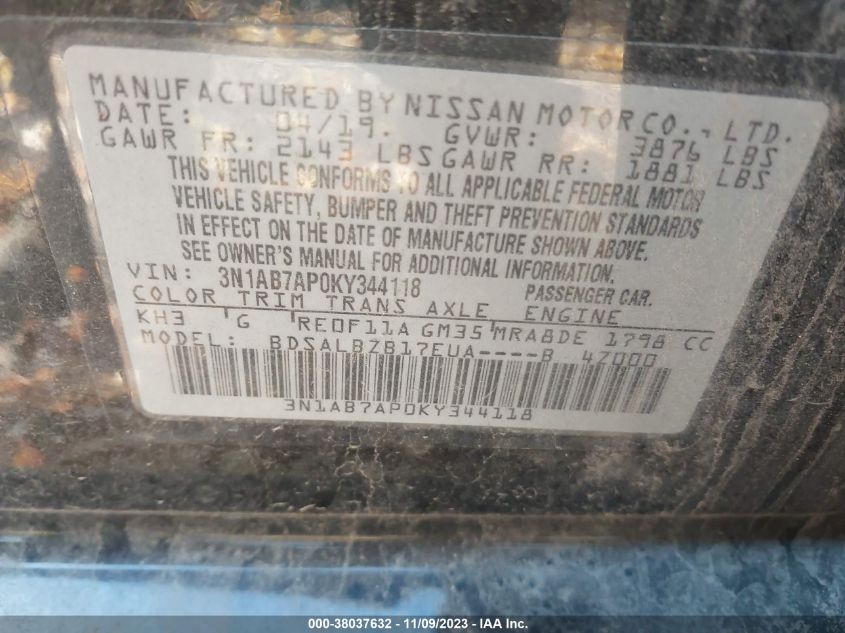 MANUFACTURED BY NISSAN MOTOR CO., LTD.
DATE: 04/19. GVWR: 3876 LBS
GAWR FR: 2143 LBS GAWR RR: 1881 LBS
THIS VEHICLE CONFORMS TO ALL APPLICABLE FEDERAL MOTOR
VEHICLE SAFETY, BUMPER AND THEFT PREVENTION STANDARDS
IN EFFECT ON THE DATE OF MANUFACTURE SHOWN ABOVE.
SEE OWNER'S MANUAL FOR ADDITIONAL INFORMATION.
VIN: 3N1AB7AP0KY344118 PASSENGER CAR.
COLOR TRIM TRANS AXLE ENGINE
KH3 G RE0F11A GM35 MRA8DE 1798 CC
MODEL: BDSALBZB17EUA----B 4Z000
3N1AB7AP0KY344118
000-38037632 - 11/09/2023 - IAA Inc.